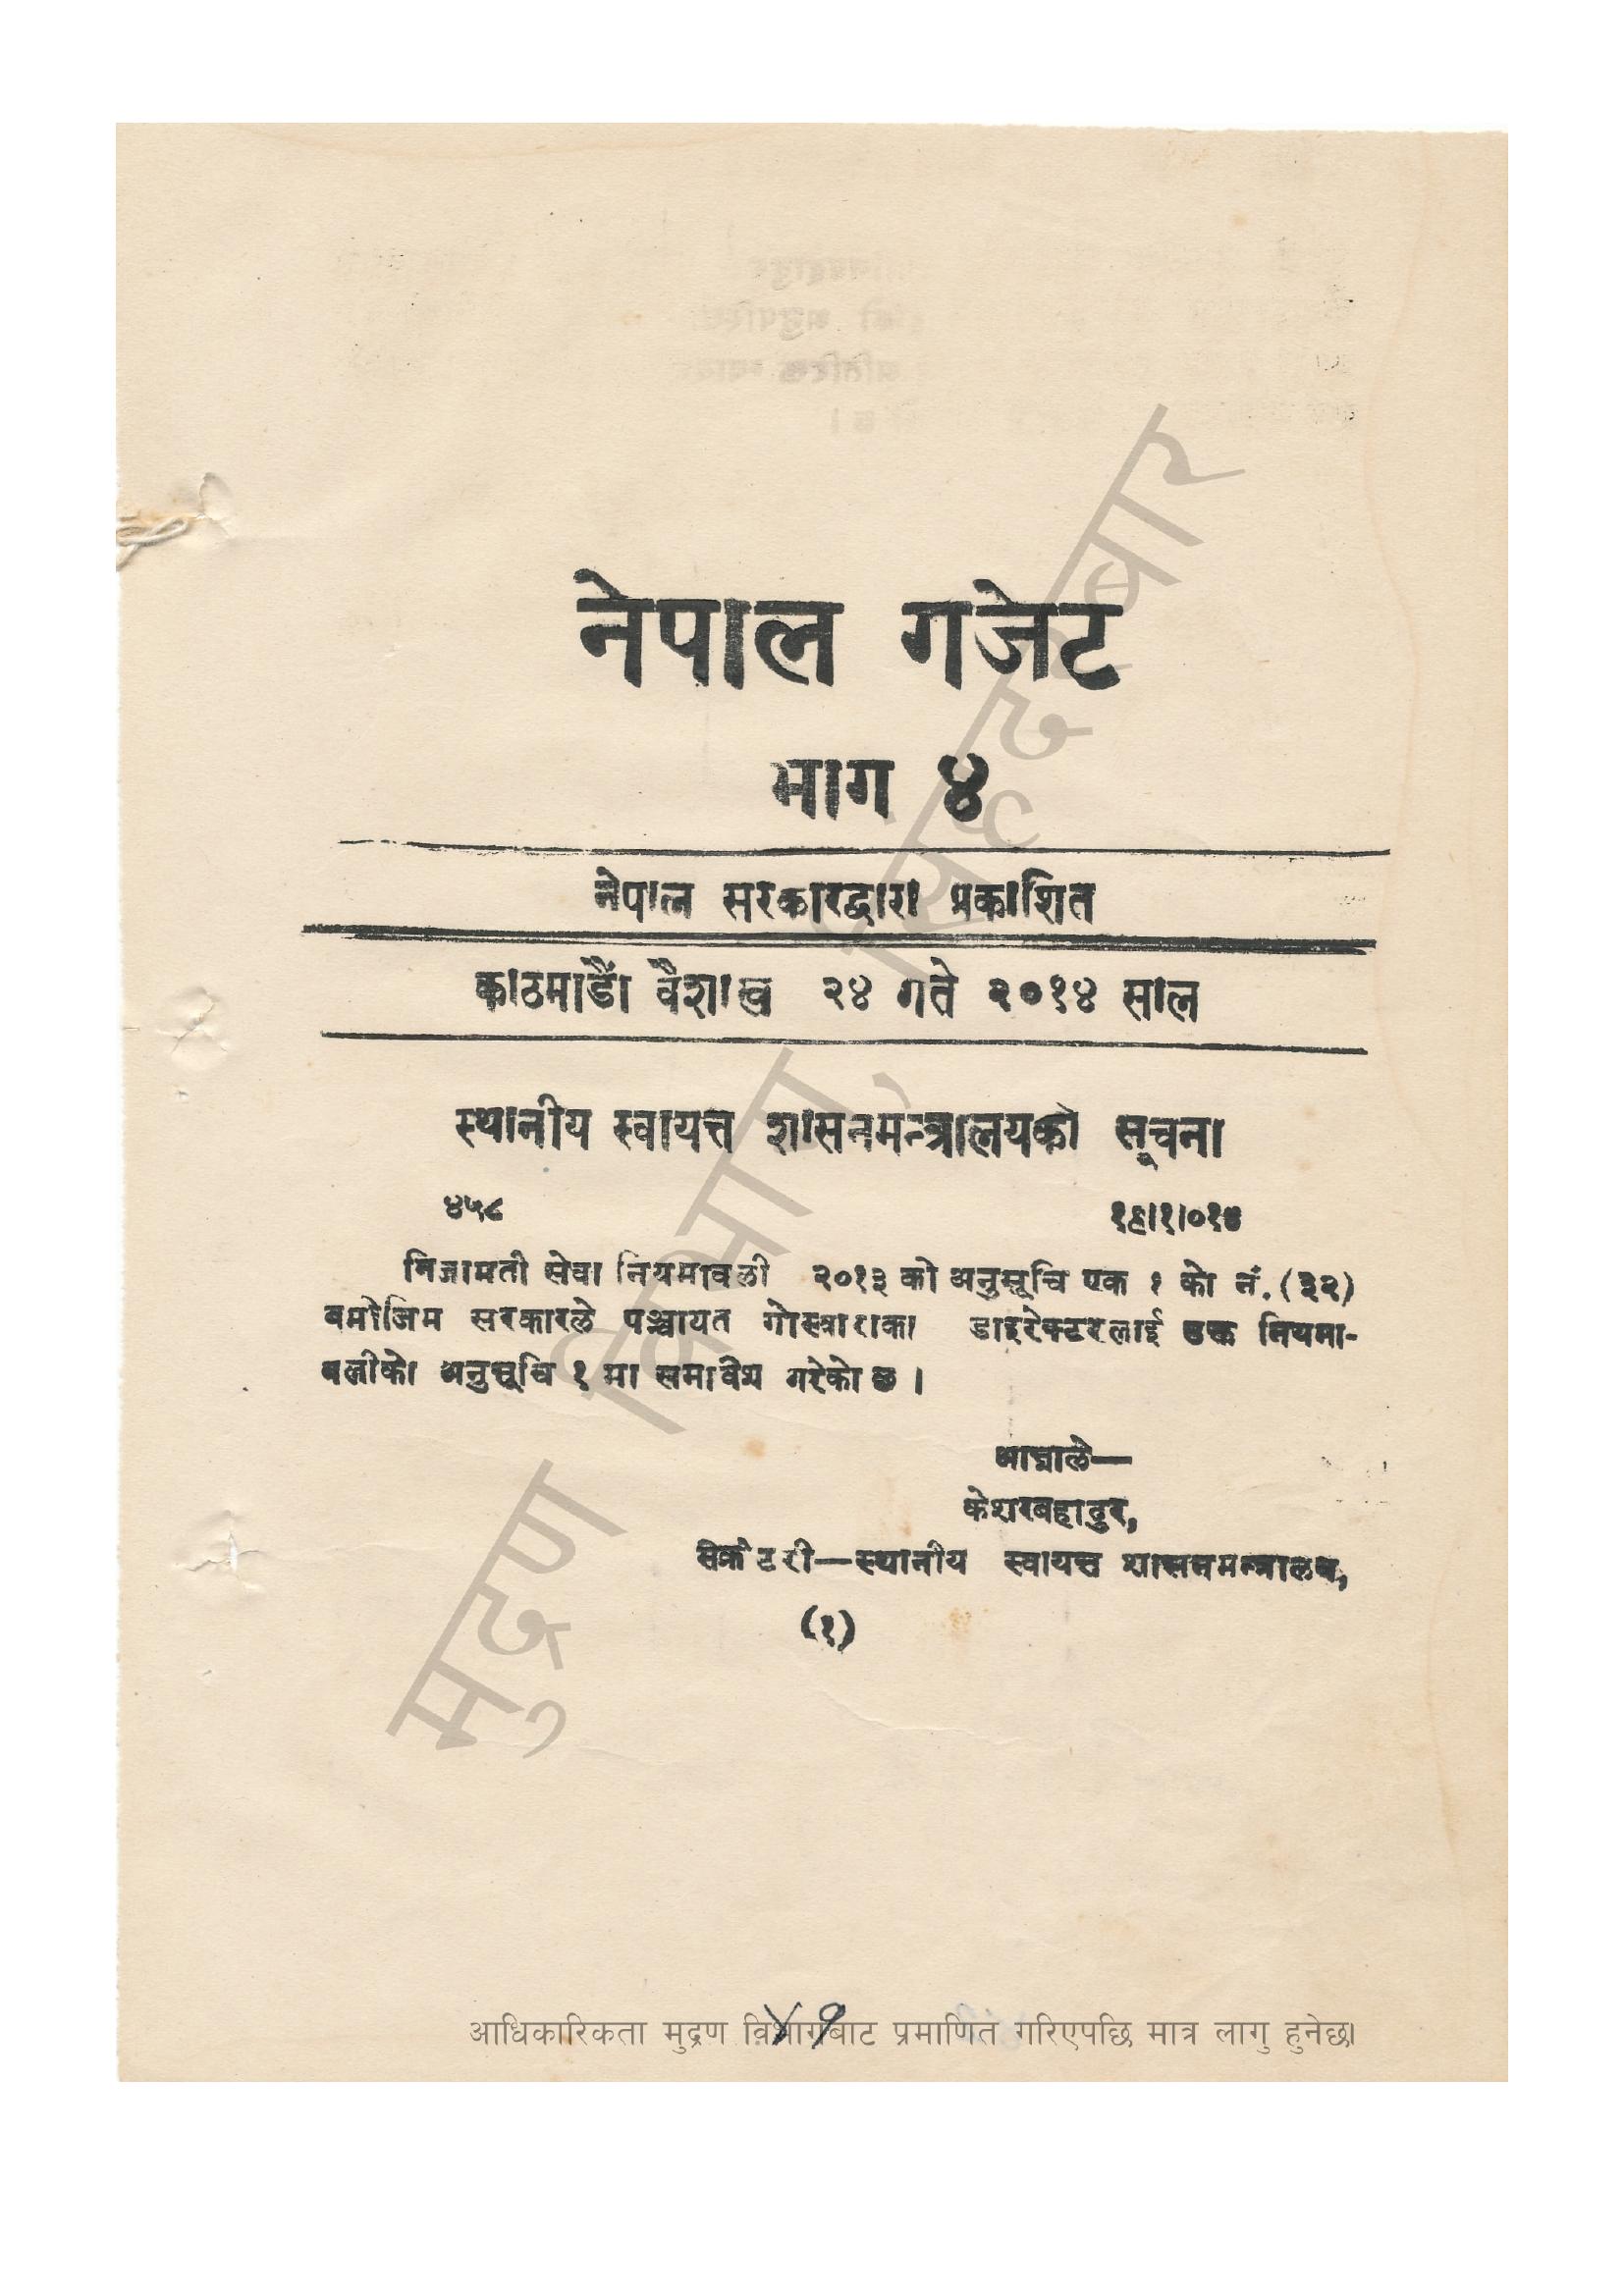 नेपाल गजेट
भाग ४
नेपाल सरकारद्वारा प्रकाशित
काठमाडौं वैशाख २४ गते २०१४ साल
स्थानीय स्वायत्त शासनमन्त्रालयको सूचना
४५८
निजामती सेवा नियमावली २०१३ को अनुसूचि एक १ को नं. (३२)
बमोजिम सरकारले पञ्चायत गोस्वाराका डाइरेक्टरलाई उक्त नियमा-
वलीको अनुसूचि १ मा समावेश गरेको छ ।
आज्ञाले—
केशरबहादुर,
सेक्रेटरी—स्थानीय स्वायत्त शासनमन्त्रालय,
(१)
मुद्रण विभाग, सिंहदरबार
आधिकारिकता मुद्रण विभागबाट प्रमाणित गरिएपछि मात्र लागु हुनेछ।